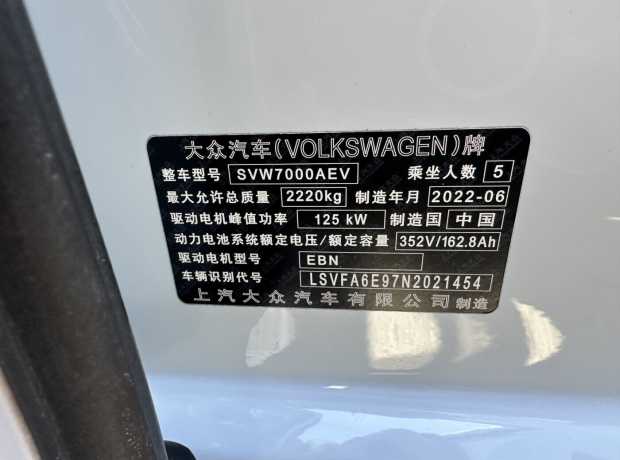 大众汽车(VOLKSWAGEN)牌
整车型号 SVW7000AEV 乘坐人数 5
最大允许总质量 2220kg 制造年月 2022-06
驱动电机峰值功率 125 kW 制造国 中国
动力电池系统额定电压/额定容量 352V/162.8Ah
驱动电机型号 EBN
车辆识别代号 LSVFA6E97N2021454
上汽大众汽车有限公司 制造